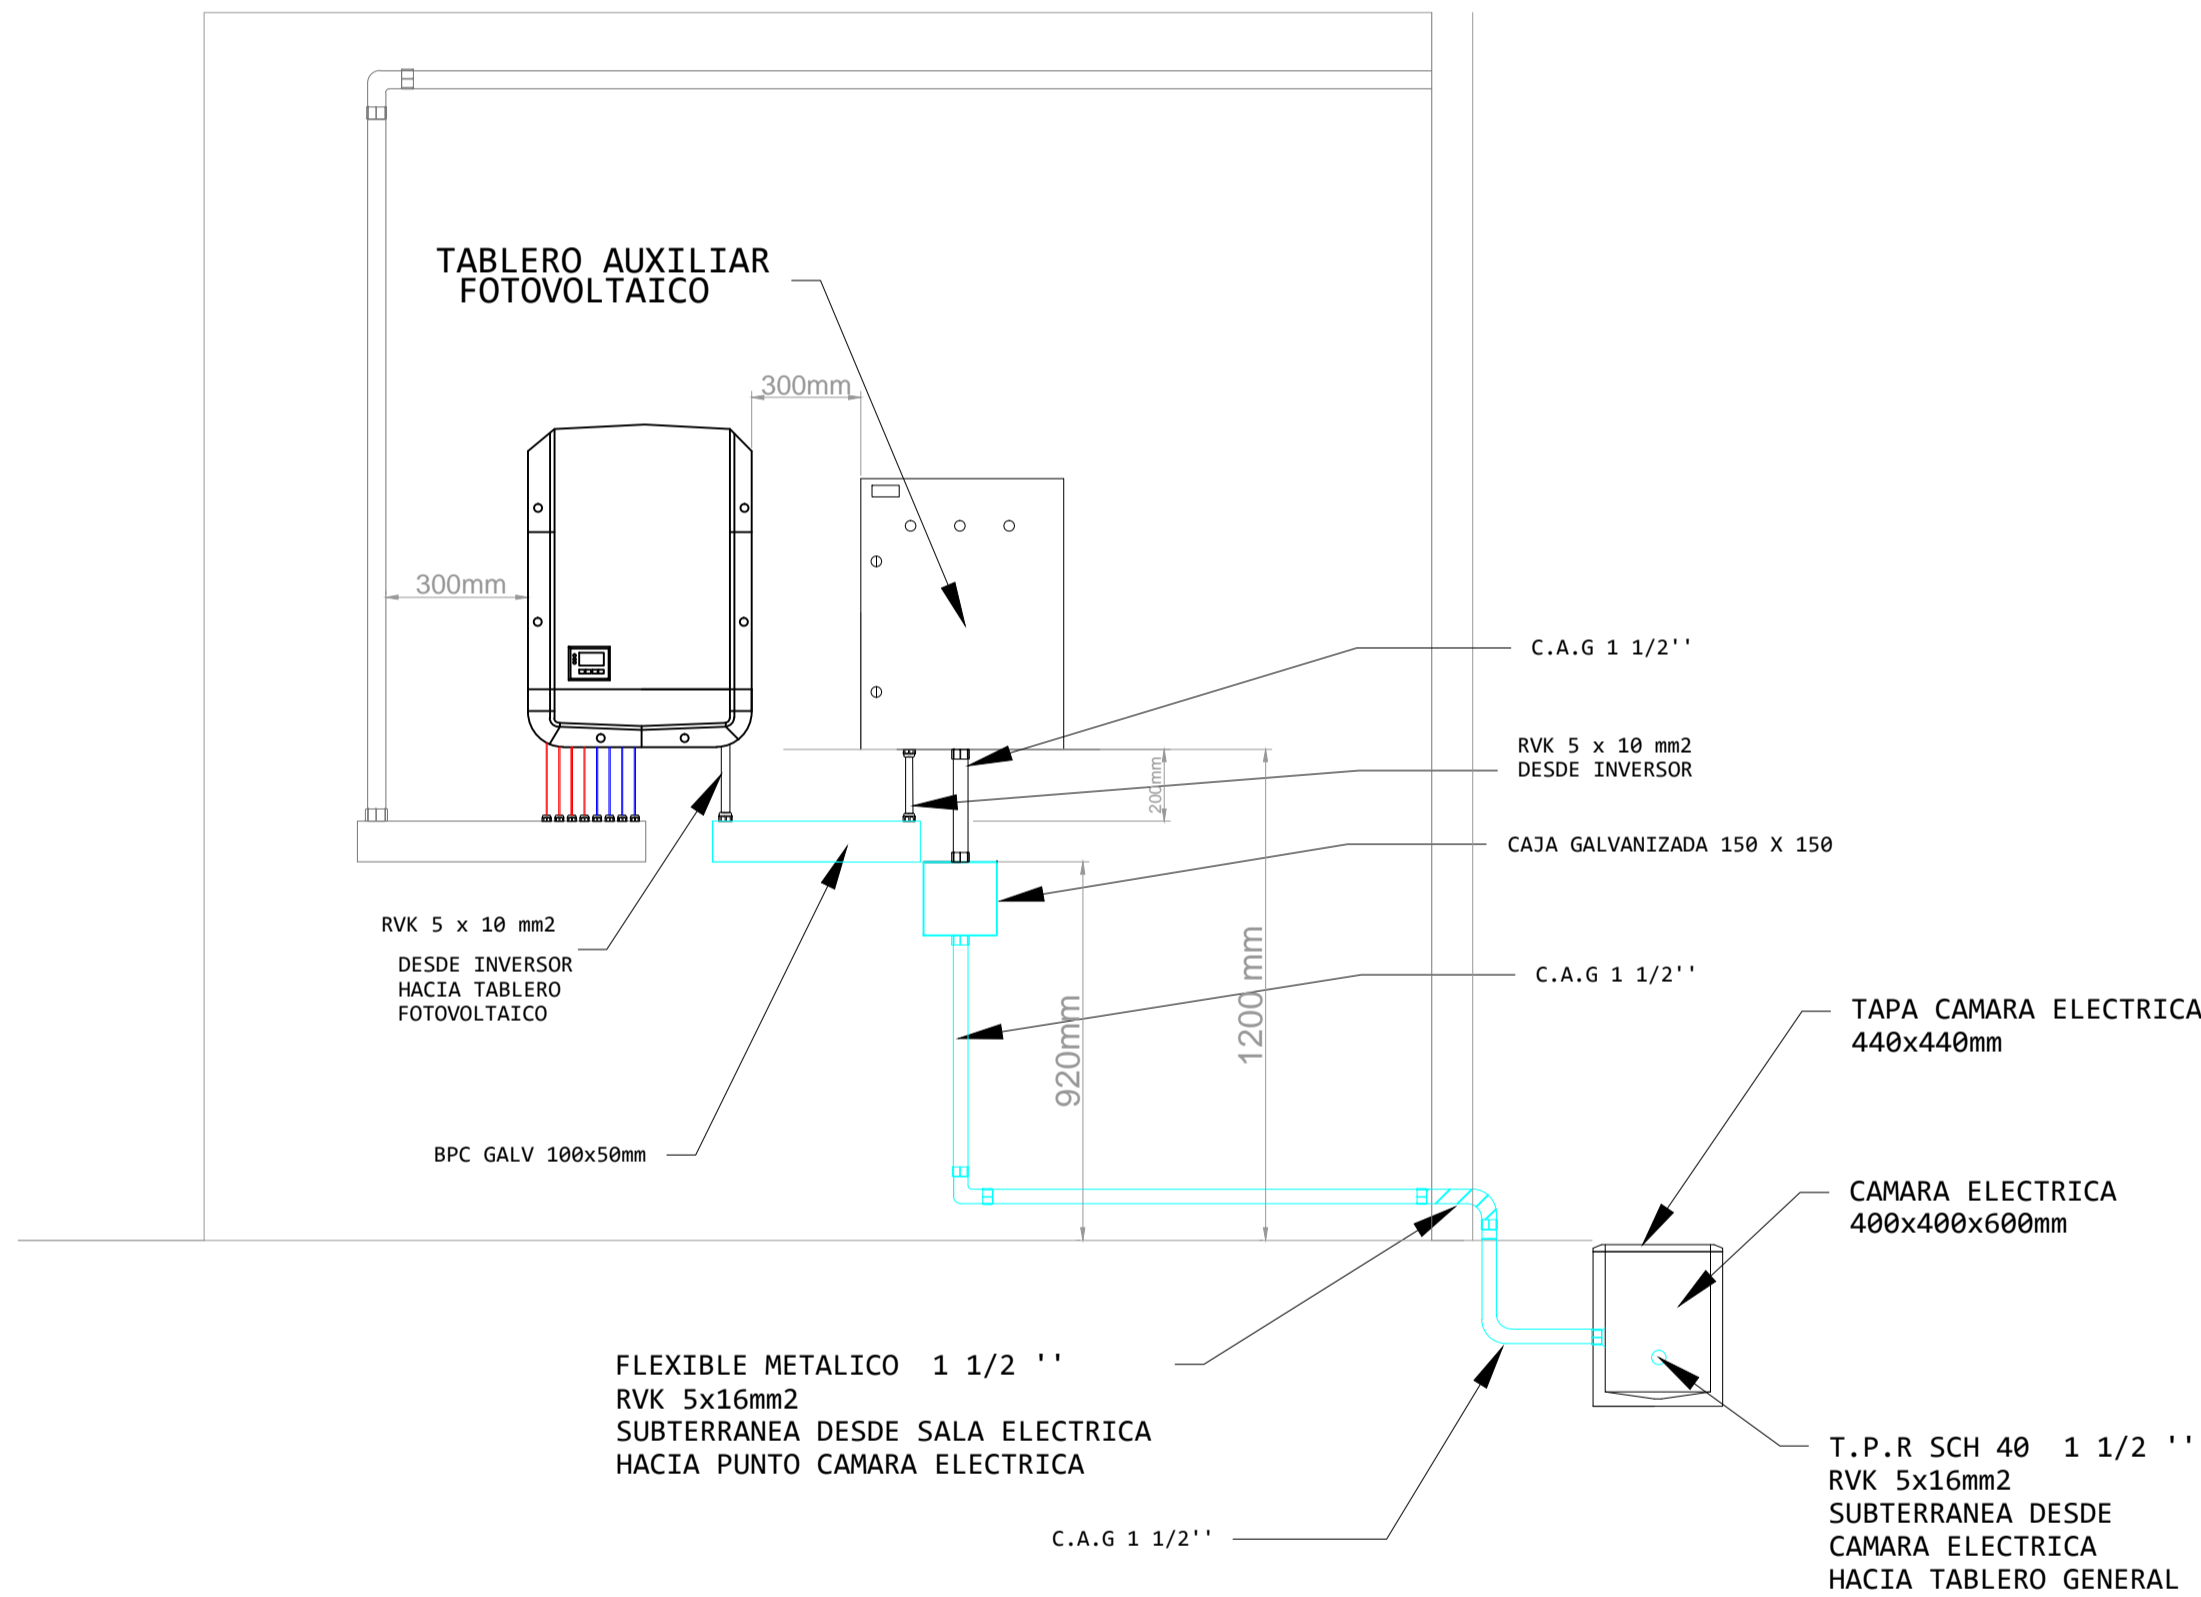 TABLERO AUXILIAR
FOTOVOLTAICO
300mm
300mm
C.A.G 1 1/2''
RVK 5 x 10 mm2
DESDE INVERSOR
200mm
CAJA GALVANIZADA 150 X 150
RVK 5 x 10 mm2
DESDE INVERSOR
HACIA TABLERO
FOTOVOLTAICO
C.A.G 1 1/2''
920mm
1200 mm
TAPA CAMARA ELECTRICA
440x440mm
BPC GALV 100x50mm
CAMARA ELECTRICA
400x400x600mm
FLEXIBLE METALICO 1 1/2 ''
RVK 5x16mm2
SUBTERRANEA DESDE SALA ELECTRICA
HACIA PUNTO CAMARA ELECTRICA
T.P.R SCH 40 1 1/2 ''
RVK 5x16mm2
SUBTERRANEA DESDE
CAMARA ELECTRICA
HACIA TABLERO GENERAL
C.A.G 1 1/2''